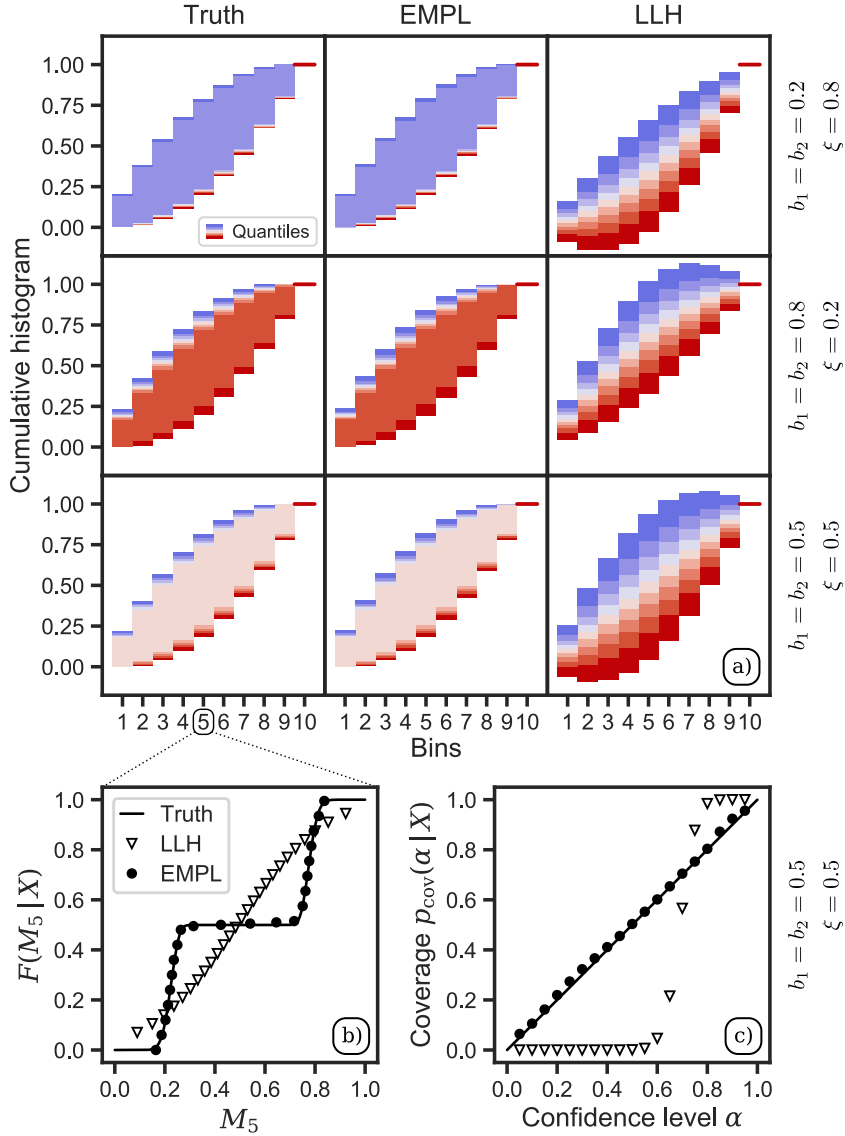 Truth EMPL LLH
Cumulative histogram
1.00
0.75
0.50
0.25
0.00
Quantiles
b₁ = b₂ = 0.2
ξ = 0.8
1.00
0.75
0.50
0.25
0.00
b₁ = b₂ = 0.8
ξ = 0.2
1.00
0.75
0.50
0.25
0.00
a)
b₁ = b₂ = 0.5
ξ = 0.5
1 2 3 4 5 6 7 8 9 10 1 2 3 4 5 6 7 8 9 10 1 2 3 4 5 6 7 8 9 10
Bins
F(M₅ | X)
1.0
0.8
0.6
0.4
0.2
0.0
Truth
LLH
EMPL
b)
0.0 0.2 0.4 0.6 0.8 1.0
M₅
Coverage p_cov(α | X)
1.0
0.8
0.6
0.4
0.2
0.0
c)
0.0 0.2 0.4 0.6 0.8 1.0
Confidence level α
b₁ = b₂ = 0.5
ξ = 0.5